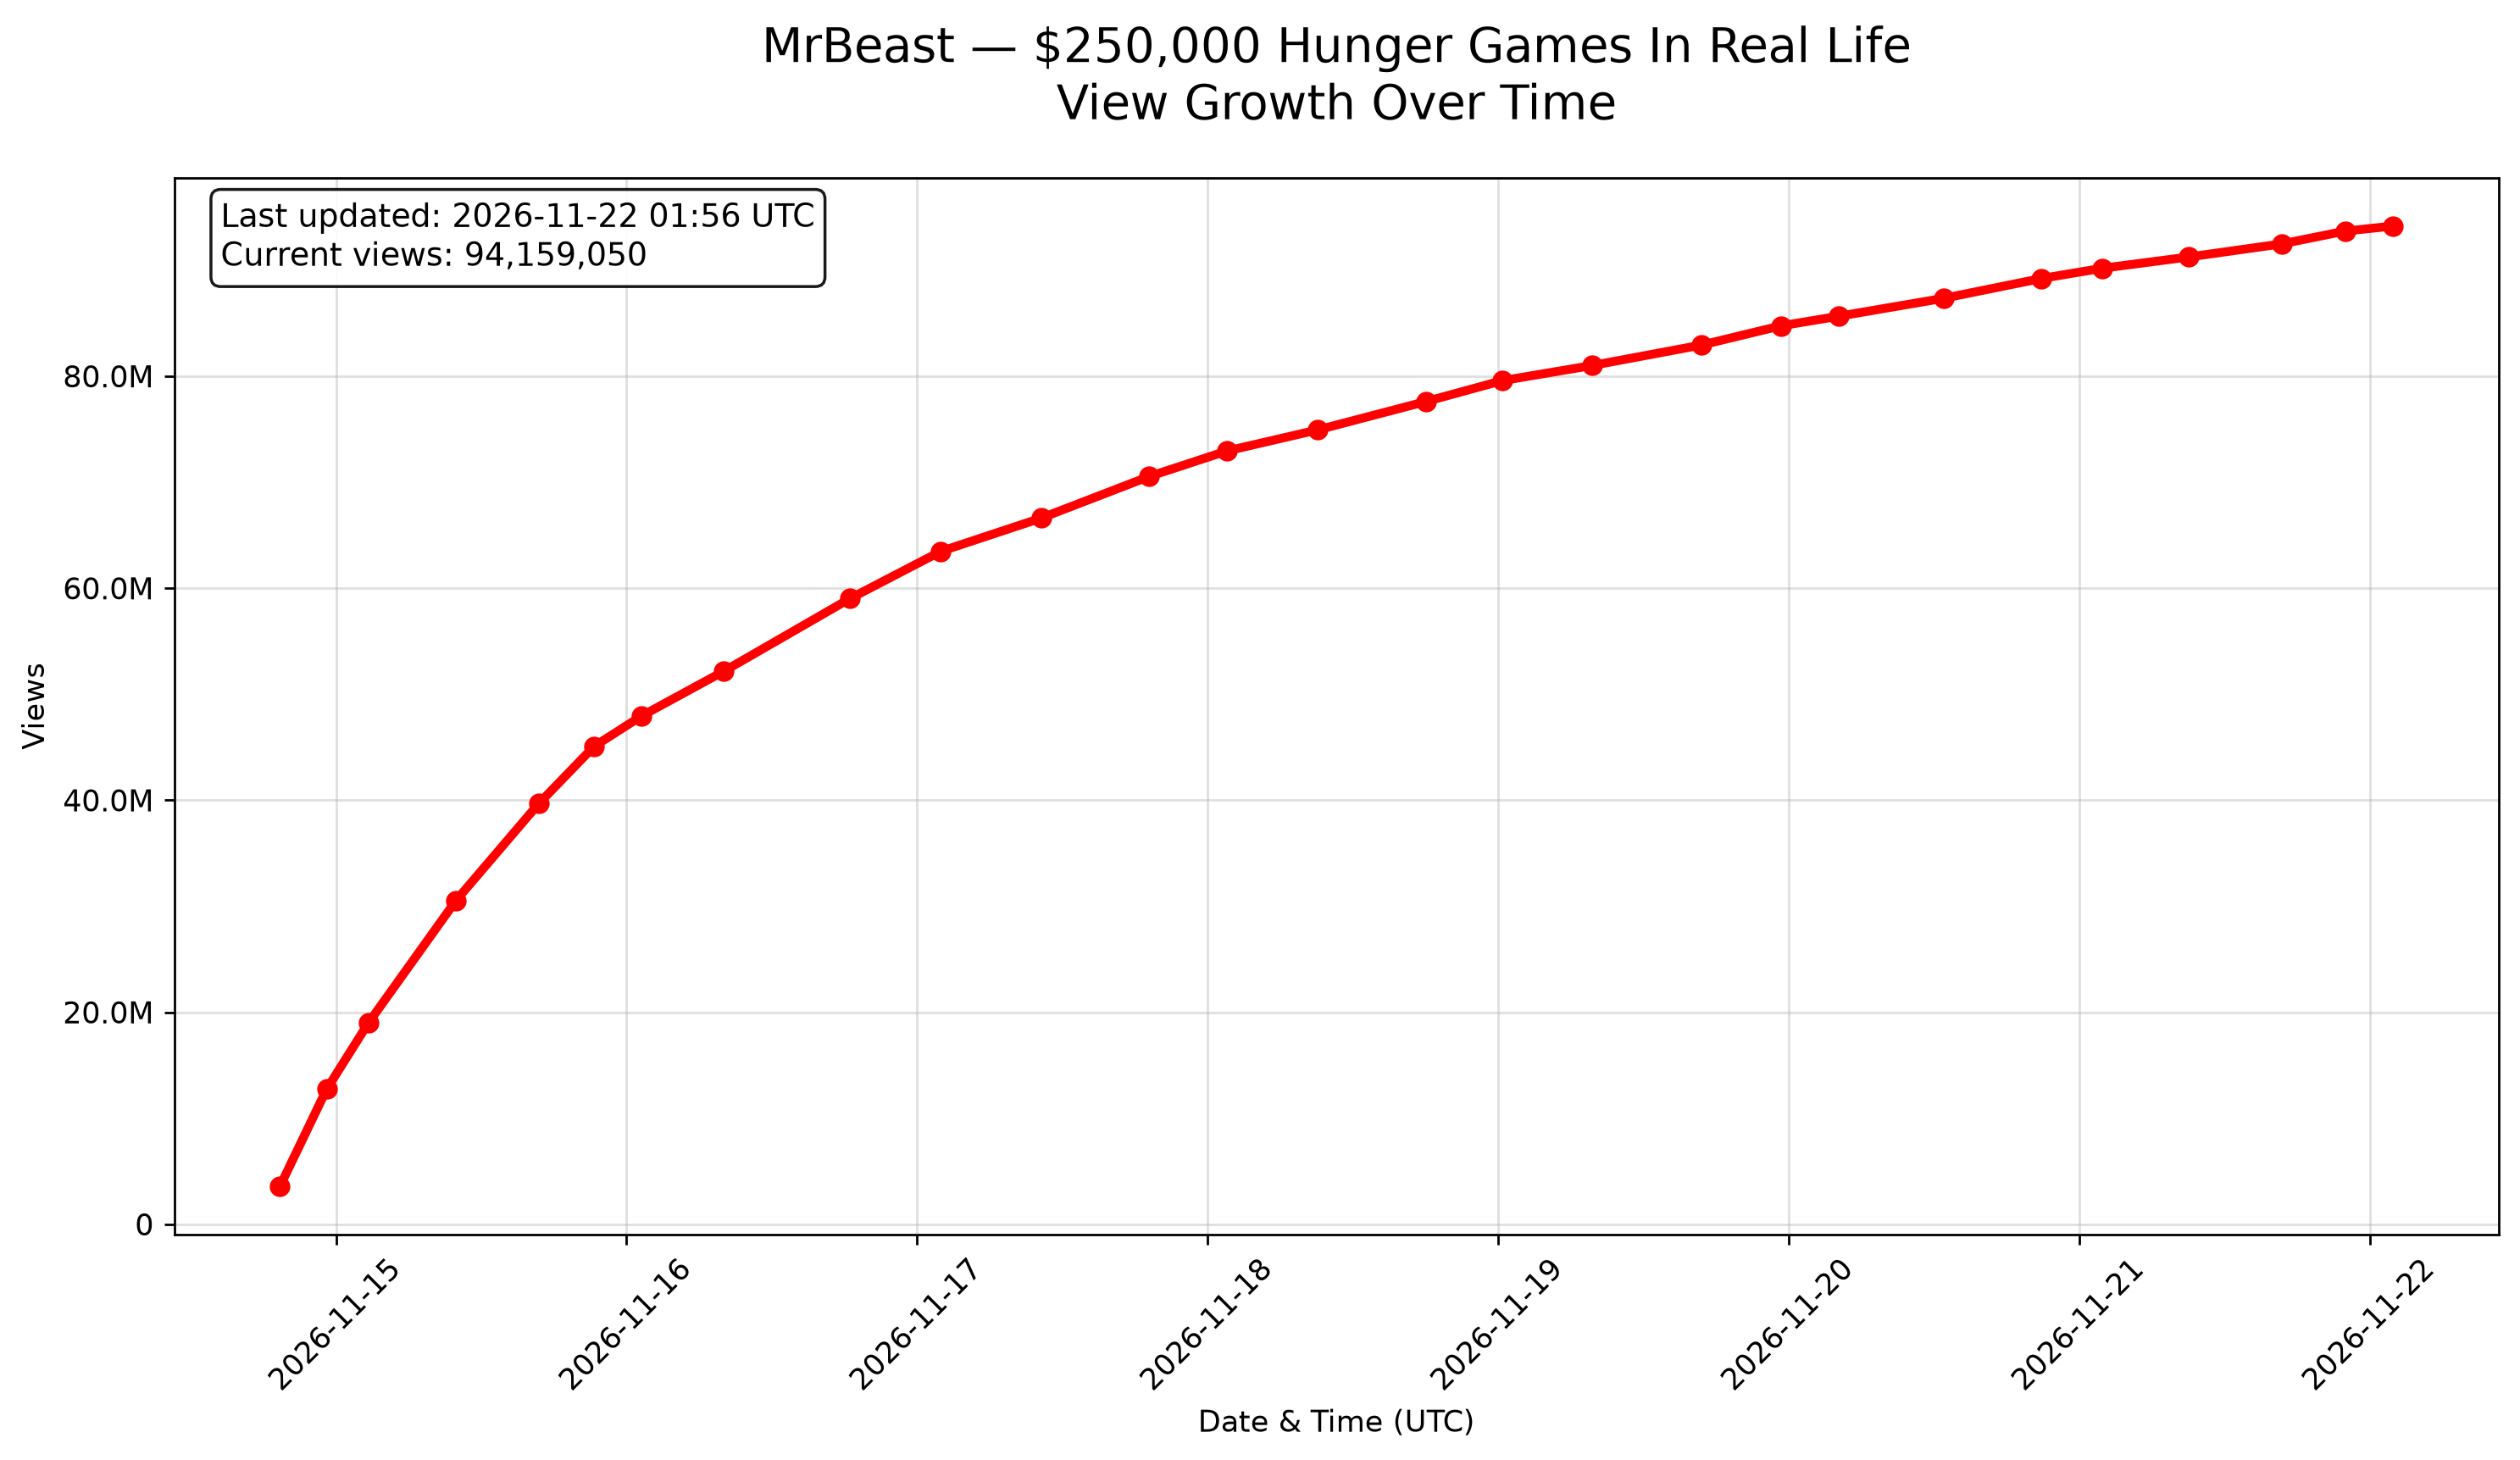 MrBeast — $250,000 Hunger Games In Real Life
View Growth Over Time
Last updated: 2026-11-22 01:56 UTC
Current views: 94,159,050
80.0M
60.0M
40.0M
20.0M
0
Views
2026-11-15
2026-11-16
2026-11-17
2026-11-18
2026-11-19
2026-11-20
2026-11-21
2026-11-22
Date & Time (UTC)